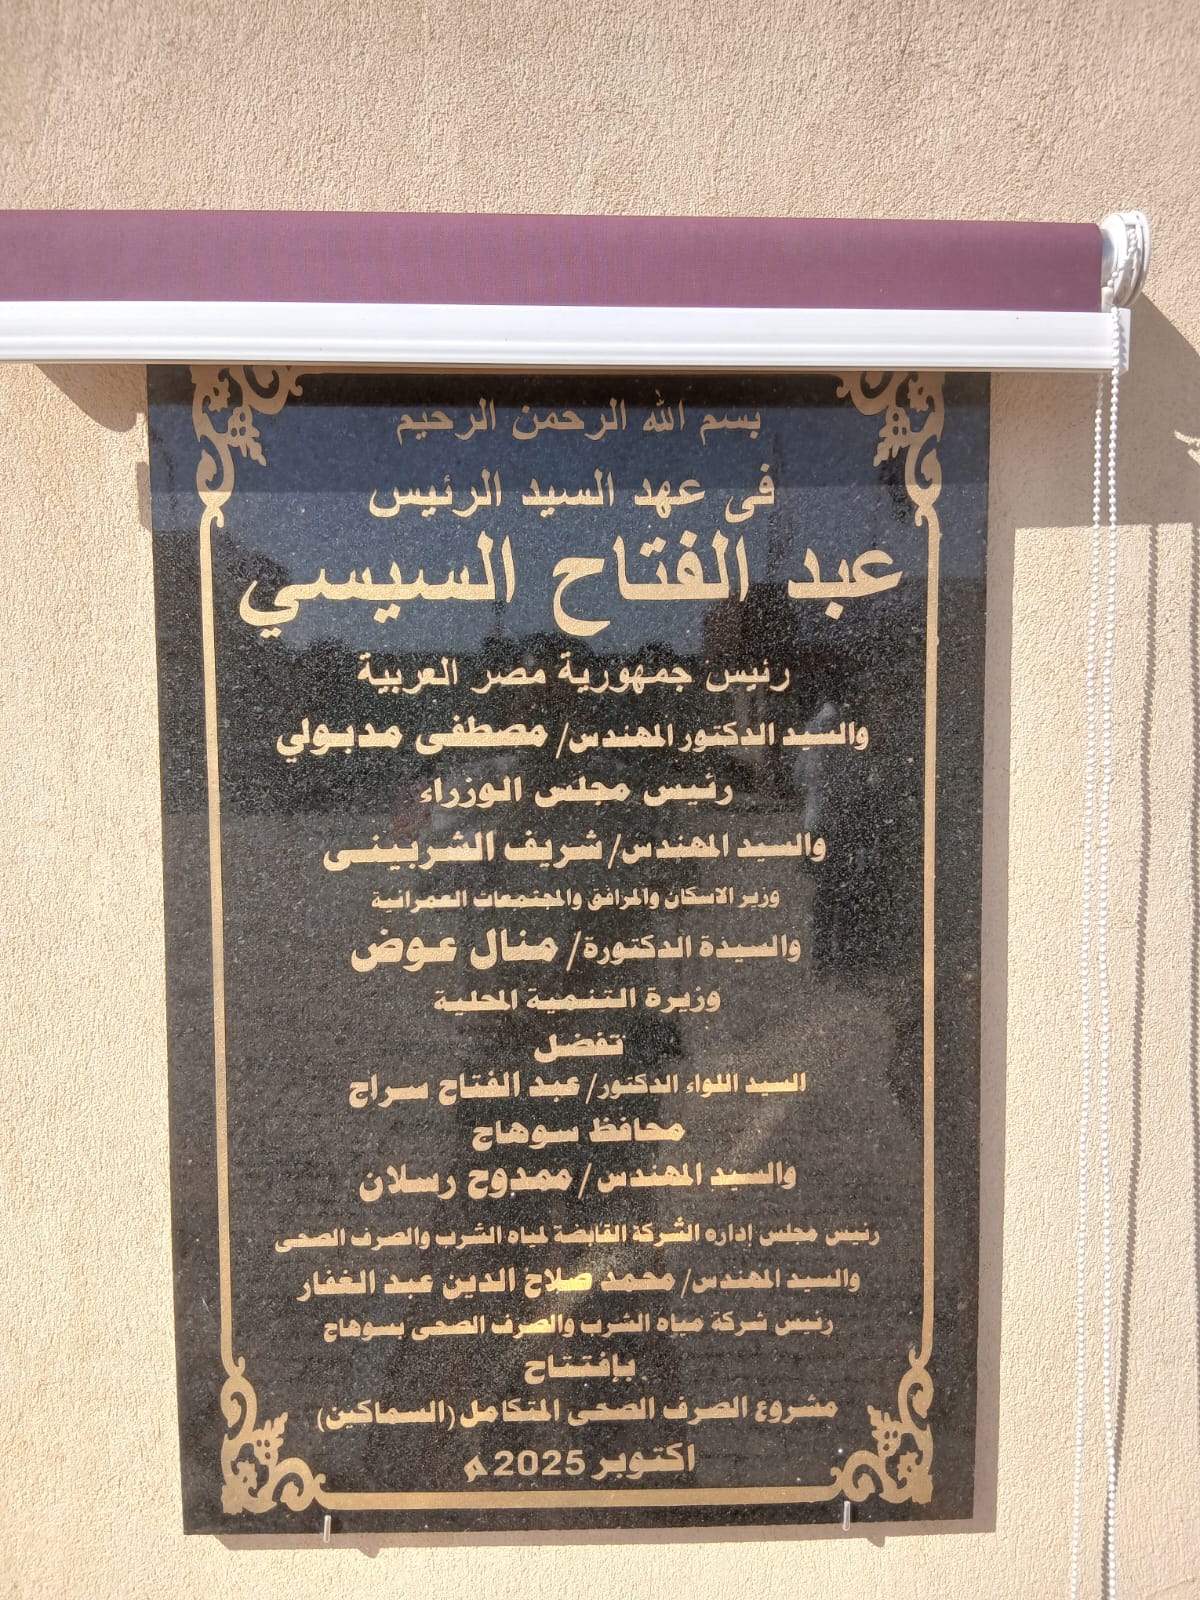 بسم الله الرحمن الرحيم
فى عهد السيد الرئيس
عبد الفتاح السيسي
رئيس جمهورية مصر العربية
والسيد الدكتور المهندس/ مصطفى مدبولي
رئيس مجلس الوزراء
والسيد المهندس/ شريف الشربينى
وزير الاسكان والمرافق والمجتمعات العمرانية
والسيدة الدكتورة/ منال عوض
وزيرة التنمية المحلية
تفضل
السيد اللواء الدكتور/ عبد الفتاح سراج
محافظ سوهاج
والسيد المهندس/ ممدوح رسلان
رئيس مجلس إداره الشركة القابضة لمياه الشرب والصرف الصحى
والسيد المهندس/ محمد صلاح الدين عبد الغفار
رئيس شركة مياه الشرب والصرف الصحى بسوهاج
بإفتتاح
مشروع الصرف الصحى المتكامل (السماكين)
اكتوبر 2025م